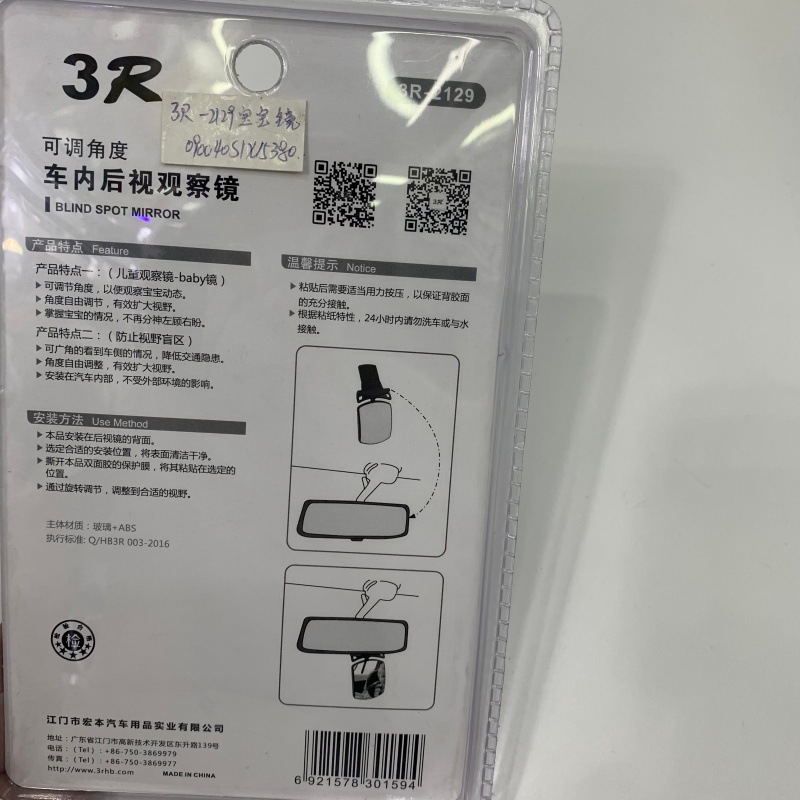 3R
3R-2129
3R-2129宝宝镜
可调角度
车内后视观察镜
BLIND SPOT MIRROR
3R
产品特点 Feature
产品特点一：（儿童观察镜-baby镜）
可调节角度，以便观察宝宝动态。
角度自由调节，有效扩大视野。
掌握宝宝的情况，不再分神左顾右盼。
产品特点二：（防止视野盲区）
可广角的看到车侧的情况，降低交通隐患。
角度自由调整，有效扩大视野。
安装在汽车内部，不受外部环境的影响。
安装方法 Use Method
本品安装在后视镜的背面。
选定合适的安装位置，将表面清洁干净。
撕开本品双面胶的保护膜，将其粘贴在选定的
位置。
通过旋转调节，调整到合适的视野。
主体材质：玻璃+ABS
执行标准: Q/HB3R 003-2016
温馨提示 Notice
粘贴后需要适当用力按压，以保证背胶面
的充分接触。
根据粘纸特性，24小时内请勿洗车或与水
接触。
检
江门市宏本汽车用品实业有限公司
地址：广东省江门市高新技术开发区东升路139号
电话：（Tel）：+86-750-3869979
传真：（Tel）：+86-750-3869977
http://www.3rhb.com MADE IN CHINA
6 921578 301594